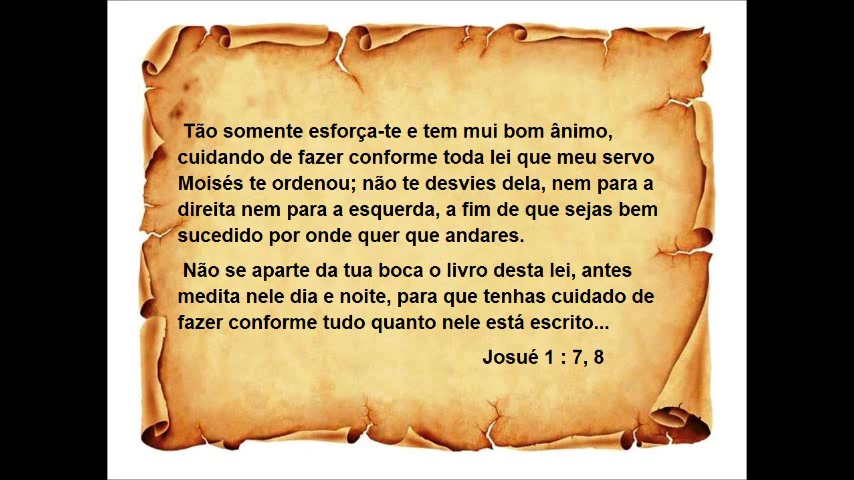 Tão somente esforça-te e tem mui bom ânimo,
cuidando de fazer conforme toda lei que meu servo
Moisés te ordenou; não te desvies dela, nem para a
direita nem para a esquerda, a fim de que sejas bem
sucedido por onde quer que andares.
Não se aparte da tua boca o livro desta lei, antes
medita nele dia e noite, para que tenhas cuidado de
fazer conforme tudo quanto nele está escrito...
Josué 1 : 7, 8